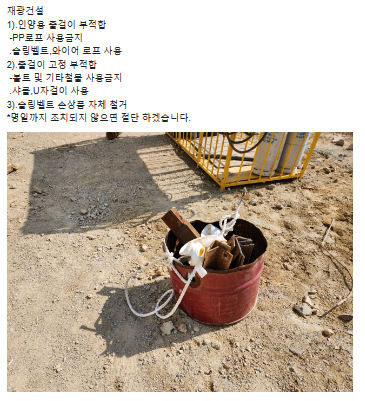 재광건설
1).인양용 줄걸이 부적합
-PP로프 사용금지
.슬링벨트,와이어 로프 사용
2).줄걸이 고정 부적합
-볼트 및 기타철물 사용금지
.샤클,U자걸이 사용
3).슬링벨트 손상품 자체 철거
*명일까지 조치되지 않으면 절단 하겠습니다.